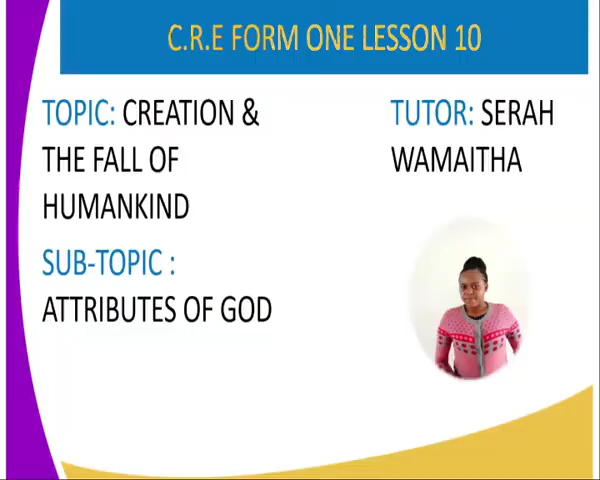 C.R.E FORM ONE LESSON 10
TOPIC: CREATION &
THE FALL OF
HUMANKIND
SUB-TOPIC :
ATTRIBUTES OF GOD
TUTOR: SERAH
WAMAITHA